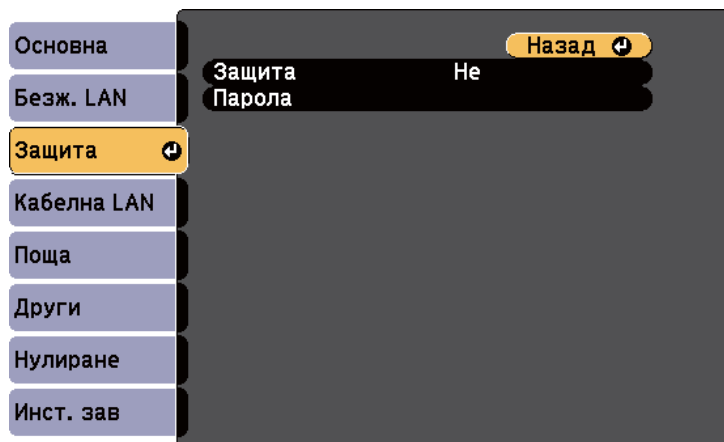 Основна
Безж. LAN
Защита
Кабелна LAN
Поща
Други
Нулиране
Инст. зав
Назад
Защита Не
Парола